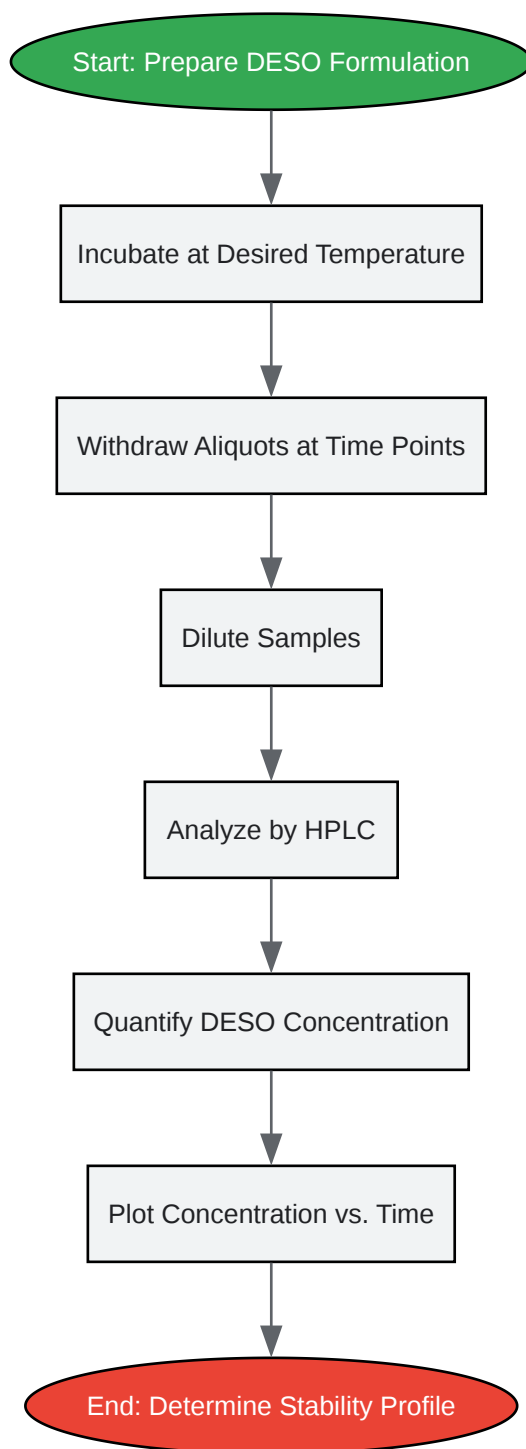 Start: Prepare DESO Formulation
Incubate at Desired Temperature
Withdraw Aliquots at Time Points
Dilute Samples
Analyze by HPLC
Quantify DESO Concentration
Plot Concentration vs. Time
End: Determine Stability Profile